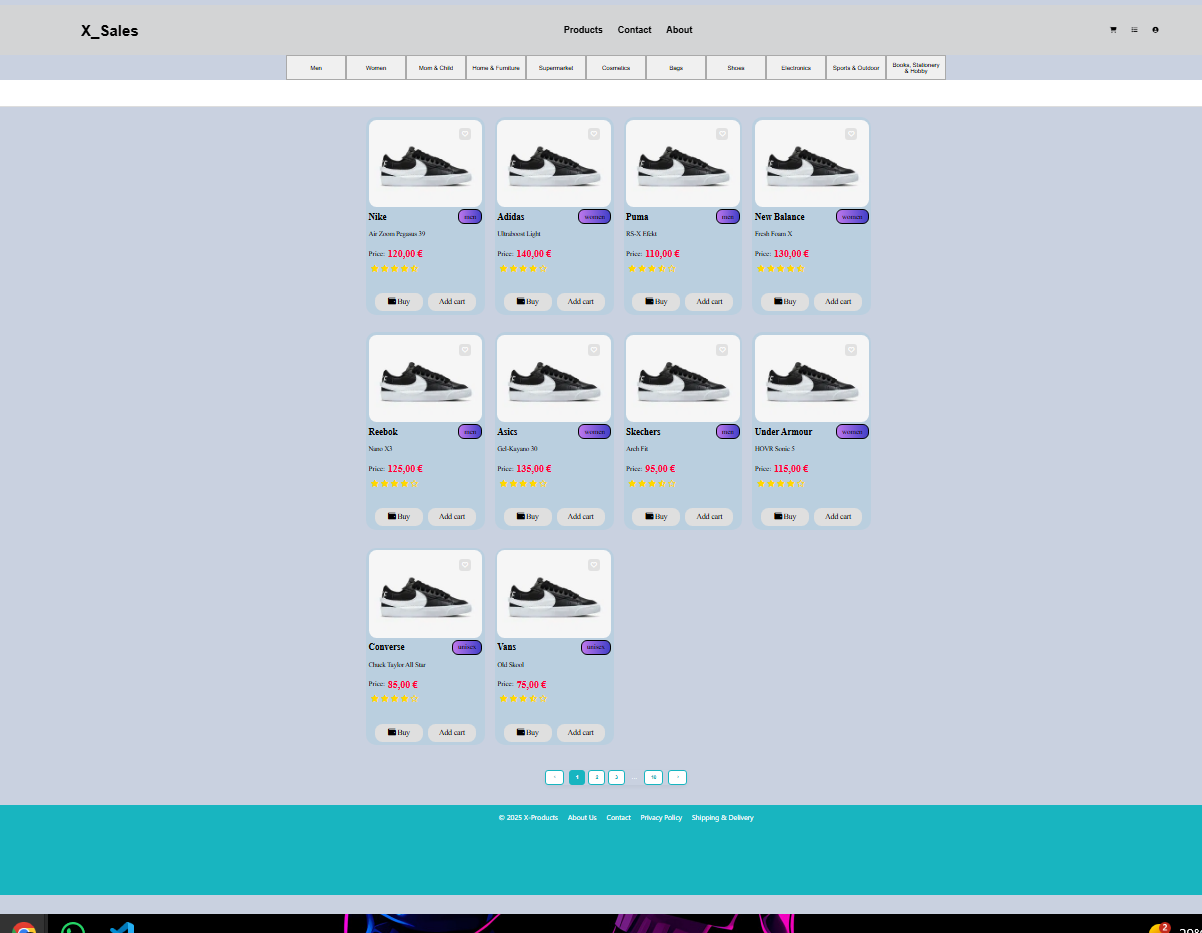 X_Sales
Products Contact About
Men Women Mom & Child Home & Furniture Supermarket Cosmetics Bags Shoes Electronics Sports & Outdoor Books, Stationery
& Hobby
Nike men Adidas women Puma men New Balance women
Air Zoom Pegasus 39 Ultraboost Light RS-X Efekt Fresh Foam X
Price: 120,00 € Price: 140,00 € Price: 110,00 € Price: 130,00 €
Buy Add cart Buy Add cart Buy Add cart Buy Add cart
Reebok men Asics women Skechers men Under Armour women
Nano X3 Gel-Kayano 30 Arch Fit HOVR Sonic 5
Price: 125,00 € Price: 135,00 € Price: 95,00 € Price: 115,00 €
Buy Add cart Buy Add cart Buy Add cart Buy Add cart
Converse unisex Vans unisex
Chuck Taylor All Star Old Skool
Price: 85,00 € Price: 75,00 €
Buy Add cart Buy Add cart
1 2 3 ... 10
© 2025 X-Products About Us Contact Privacy Policy Shipping & Delivery
2